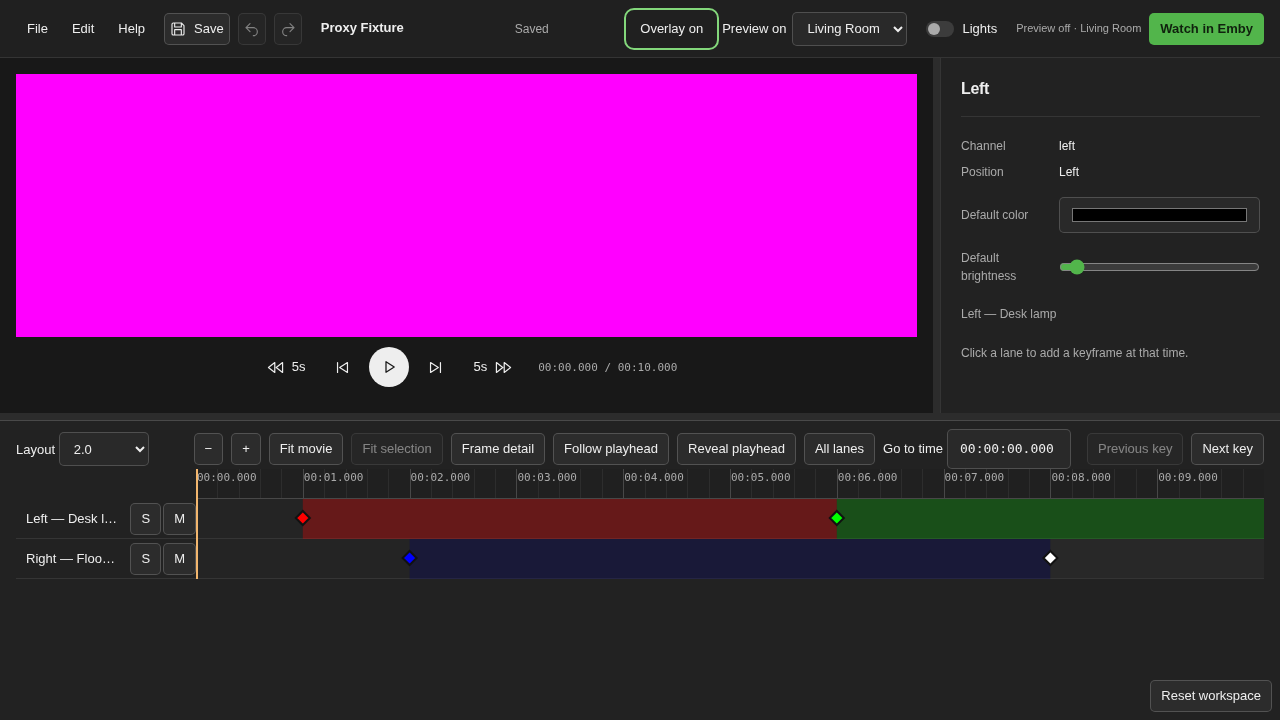 File Edit Help Save Proxy Fixture Saved Overlay on Preview on Living Room Lights Preview off · Living Room Watch in Emby
Left
Channel left
Position Left
Default color
Default
brightness
Left — Desk lamp
Click a lane to add a keyframe at that time.
5s 5s 00:00.000 / 00:10.000
Layout 2.0 − + Fit movie Fit selection Frame detail Follow playhead Reveal playhead All lanes Go to time 00:00:00.000 Previous key Next key
00:00.000 00:01.000 00:02.000 00:03.000 00:04.000 00:05.000 00:06.000 00:07.000 00:08.000 00:09.000
Left — Desk l… S M
Right — Floo… S M
Reset workspace